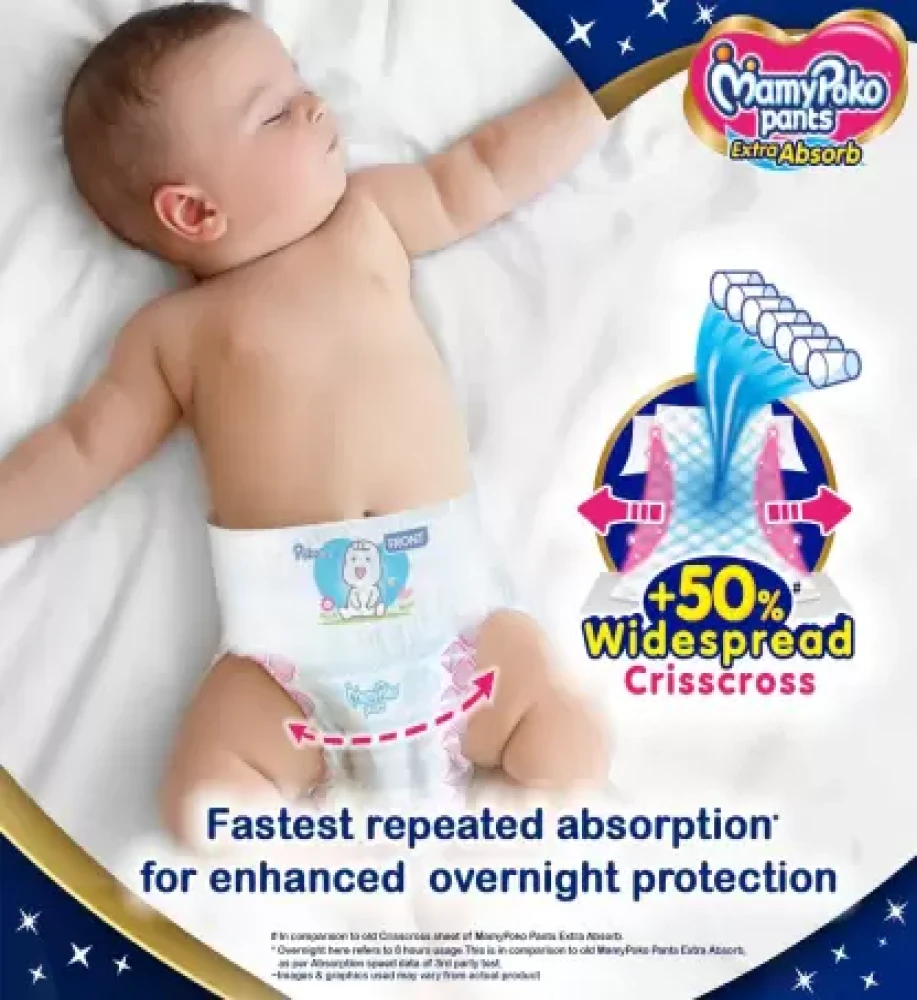 MamyPoko
pants
Extra Absorb
FRONT
MamyPoko
pants
+50%#
Widespread
Crisscross
Fastest repeated absorption*
for enhanced overnight protection
# In comparison to old Crisscross sheet of MamyPoko Pants Extra Absorb.
* Overnight here refers to 8 hours usage. This is in comparison to old MamyPoko Pants Extra Absorb,
as per Absorption speed data of 3rd party test.
~Images & graphics used may vary from actual product